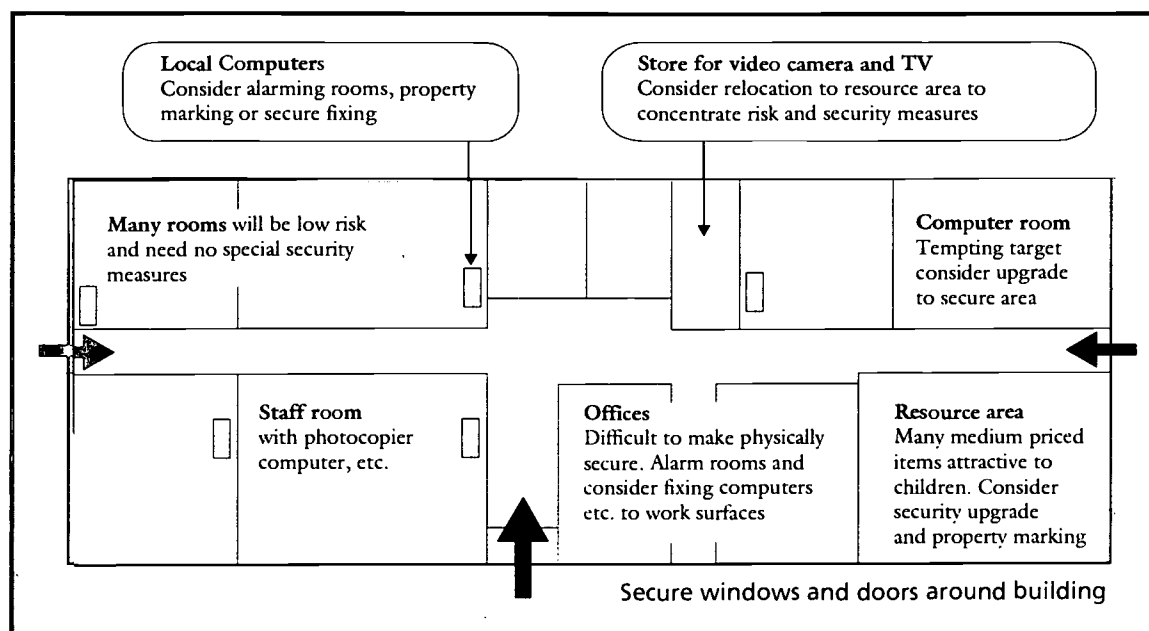 Local Computers
Consider alarming rooms, property
marking or secure fixing
Store for video camera and TV
Consider relocation to resource area to
concentrate risk and security measures
Many rooms will be low risk
and need no special security
measures
Computer room
Tempting target
consider upgrade
to secure area
Staff room
with photocopier
computer, etc.
Offices
Difficult to make physically
secure. Alarm rooms and
consider fixing computers
etc. to work surfaces
Resource area
Many medium priced
items attractive to
children. Consider
security upgrade
and property marking
Secure windows and doors around building